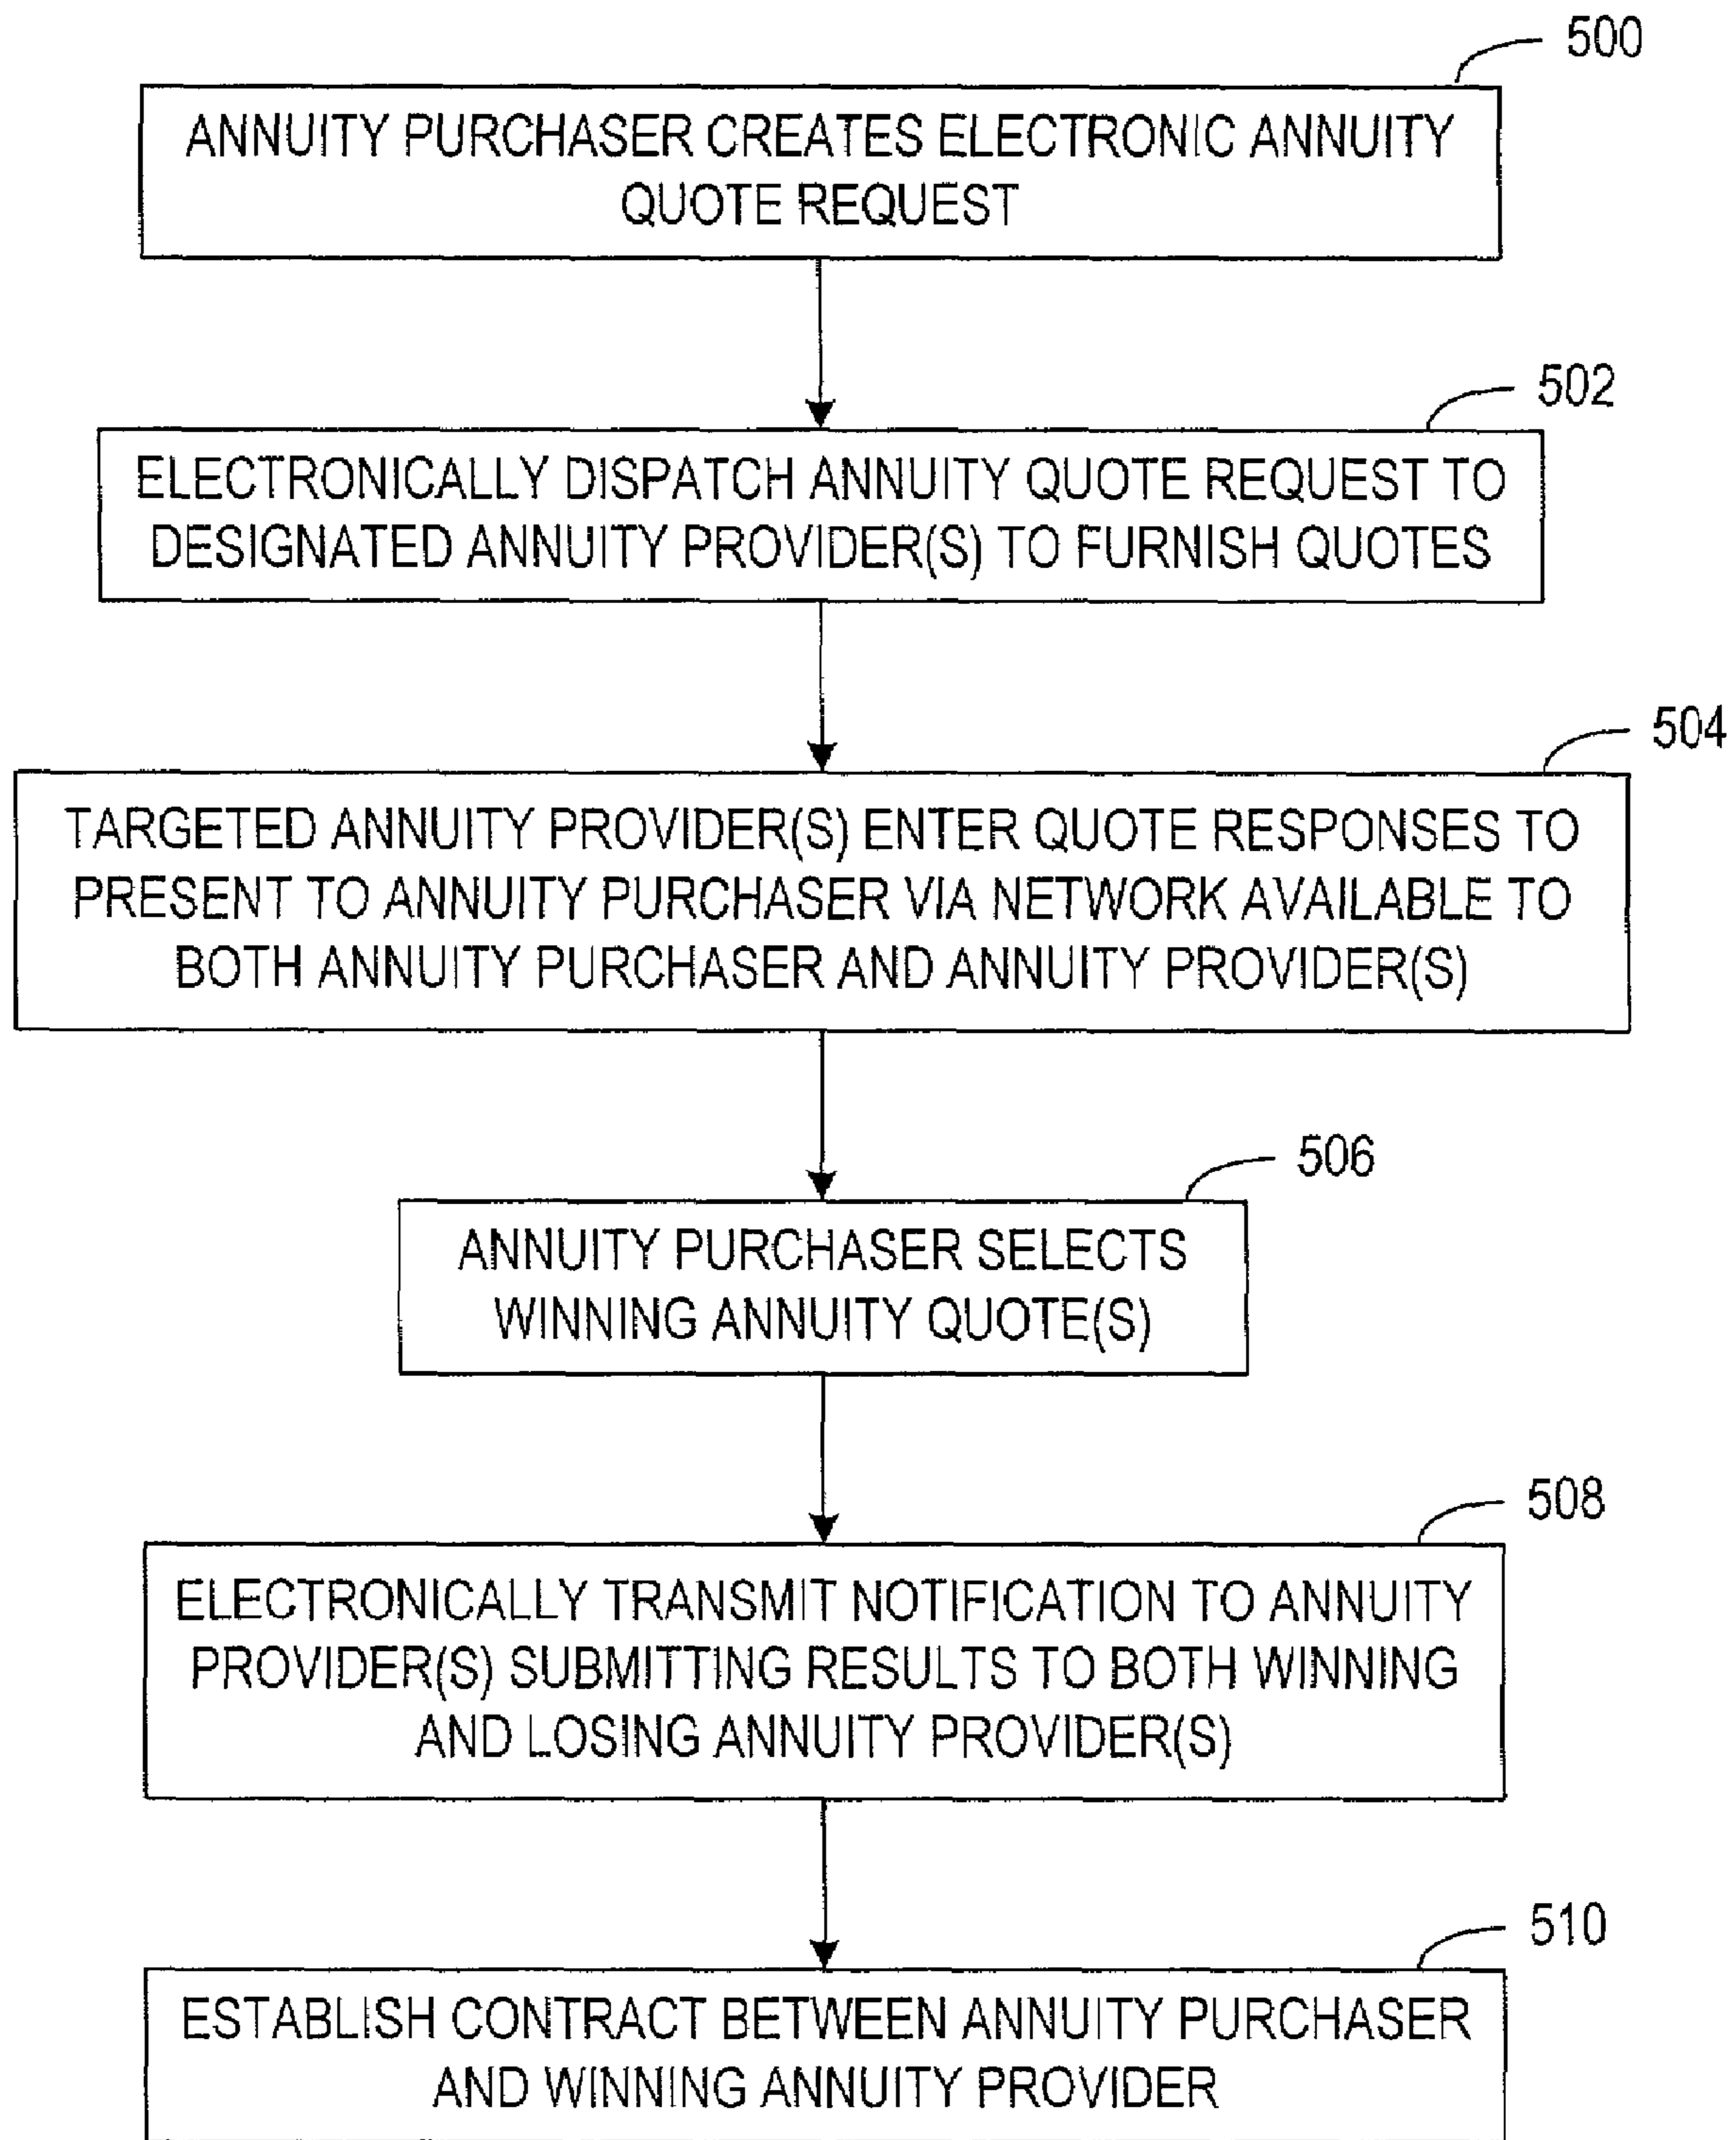 500
ANNUITY PURCHASER CREATES ELECTRONIC ANNUITY
QUOTE REQUEST
502
ELECTRONICALLY DISPATCH ANNUITY QUOTE REQUEST TO
DESIGNATED ANNUITY PROVIDER(S) TO FURNISH QUOTES
504
TARGETED ANNUITY PROVIDER(S) ENTER QUOTE RESPONSES TO
PRESENT TO ANNUITY PURCHASER VIA NETWORK AVAILABLE TO
BOTH ANNUITY PURCHASER AND ANNUITY PROVIDER(S)
506
ANNUITY PURCHASER SELECTS
WINNING ANNUITY QUOTE(S)
508
ELECTRONICALLY TRANSMIT NOTIFICATION TO ANNUITY
PROVIDER(S) SUBMITTING RESULTS TO BOTH WINNING
AND LOSING ANNUITY PROVIDER(S)
510
ESTABLISH CONTRACT BETWEEN ANNUITY PURCHASER
AND WINNING ANNUITY PROVIDER